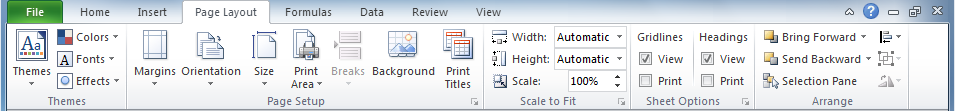 File Home Insert Page Layout Formulas Data Review View
Colors Width: Automatic Gridlines Headings Bring Forward
Aa Fonts Height: Automatic View View Send Backward
Themes Effects Margins Orientation Size Print Area Breaks Background Print Titles Scale: 100% Print Print Selection Pane
Themes Page Setup Scale to Fit Sheet Options Arrange